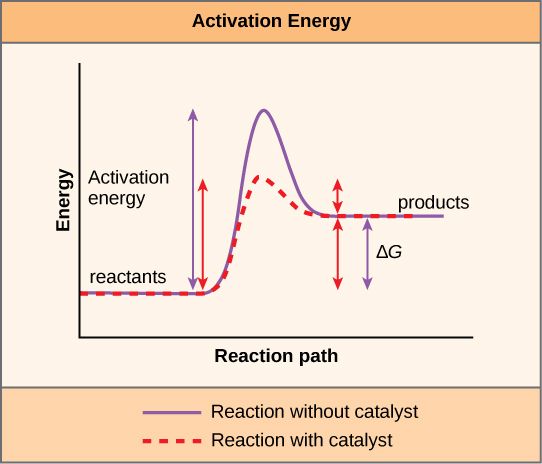 Activation Energy
Energy
Activation
energy
reactants
products
ΔG
Reaction path
Reaction without catalyst
Reaction with catalyst